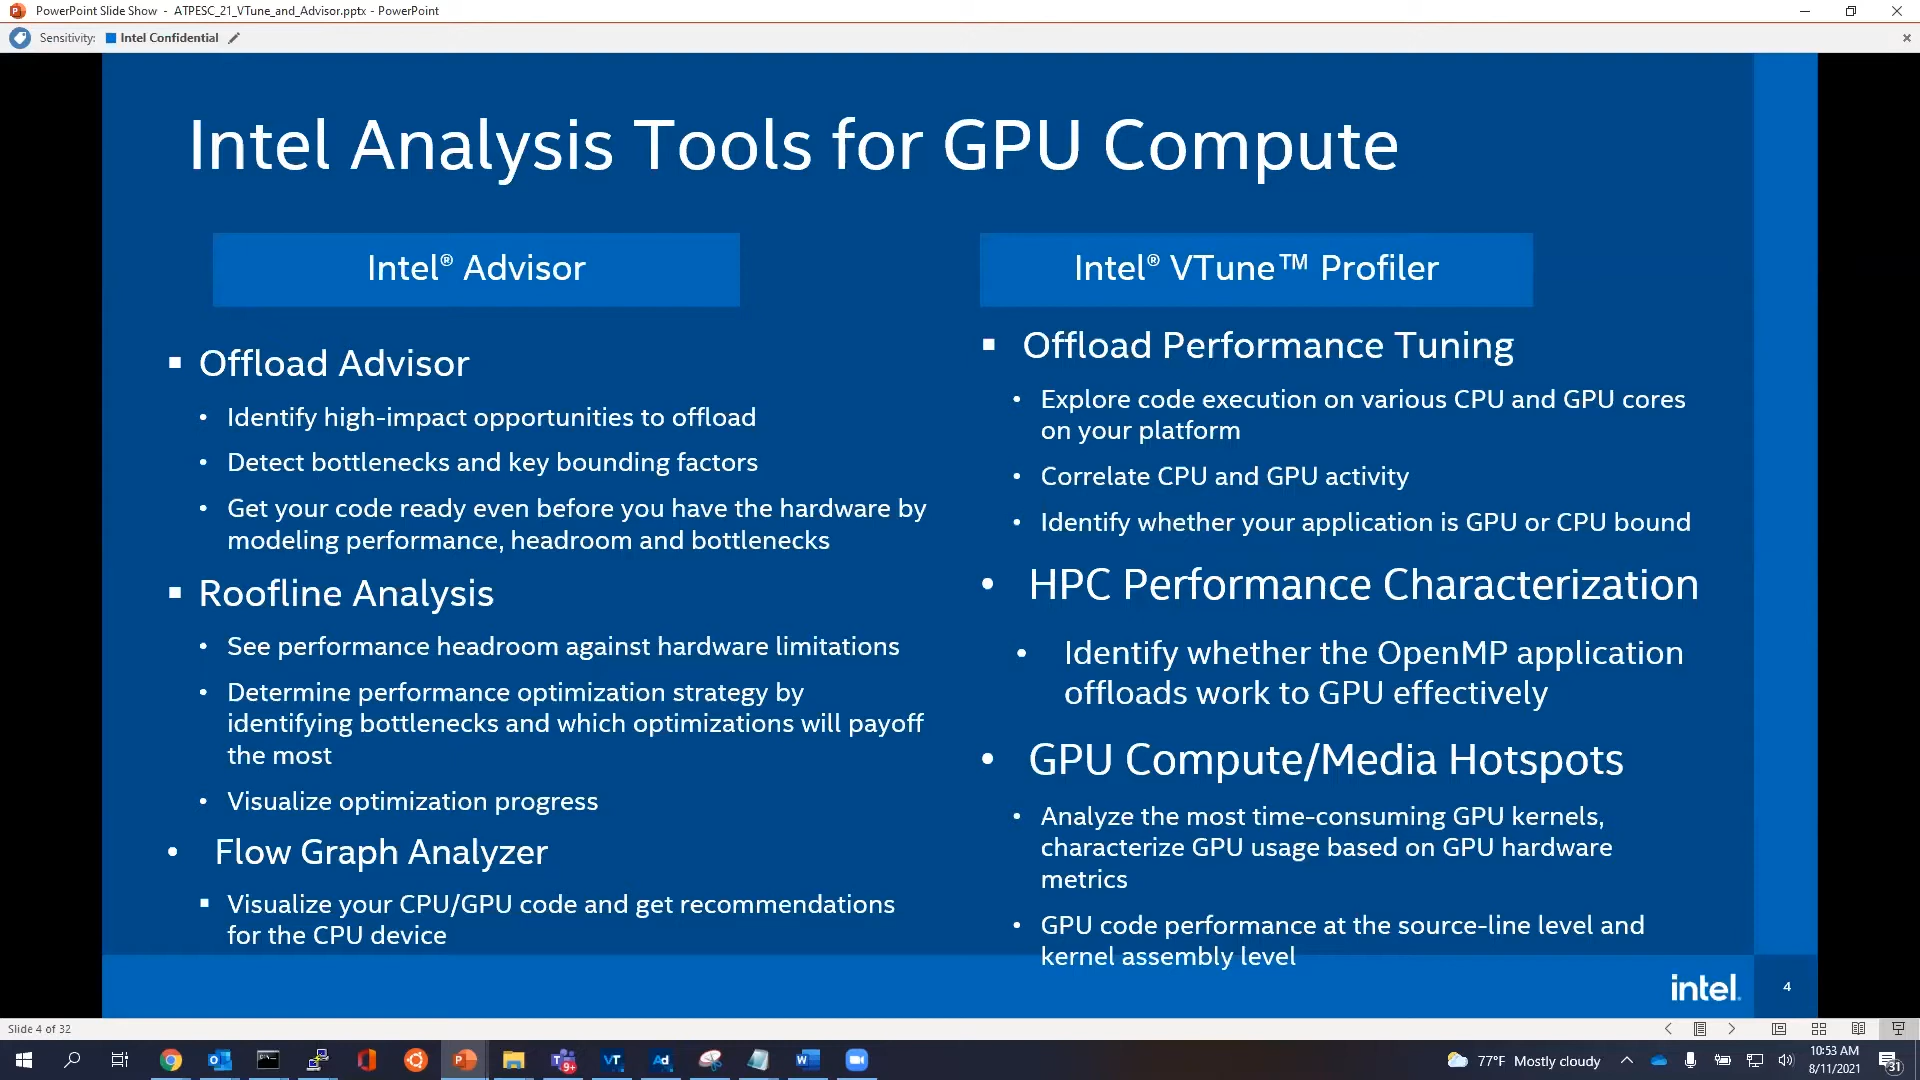 PowerPoint Slide Show - ATPESC_21_VTune_and_Advisor.pptx - PowerPoint
Sensitivity: Intel Confidential
Intel Analysis Tools for GPU Compute
Intel® Advisor
▪ Offload Advisor
• Identify high-impact opportunities to offload
• Detect bottlenecks and key bounding factors
• Get your code ready even before you have the hardware by
modeling performance, headroom and bottlenecks
▪ Roofline Analysis
• See performance headroom against hardware limitations
• Determine performance optimization strategy by
identifying bottlenecks and which optimizations will payoff
the most
• Visualize optimization progress
• Flow Graph Analyzer
▪ Visualize your CPU/GPU code and get recommendations
for the CPU device
Intel® VTune™ Profiler
▪ Offload Performance Tuning
• Explore code execution on various CPU and GPU cores
on your platform
• Correlate CPU and GPU activity
• Identify whether your application is GPU or CPU bound
• HPC Performance Characterization
• Identify whether the OpenMP application
offloads work to GPU effectively
• GPU Compute/Media Hotspots
• Analyze the most time-consuming GPU kernels,
characterize GPU usage based on GPU hardware
metrics
• GPU code performance at the source-line level and
kernel assembly level
intel.
4
Slide 4 of 32
VT
Ad
9+
77°F Mostly cloudy
10:53 AM
8/11/2021
31